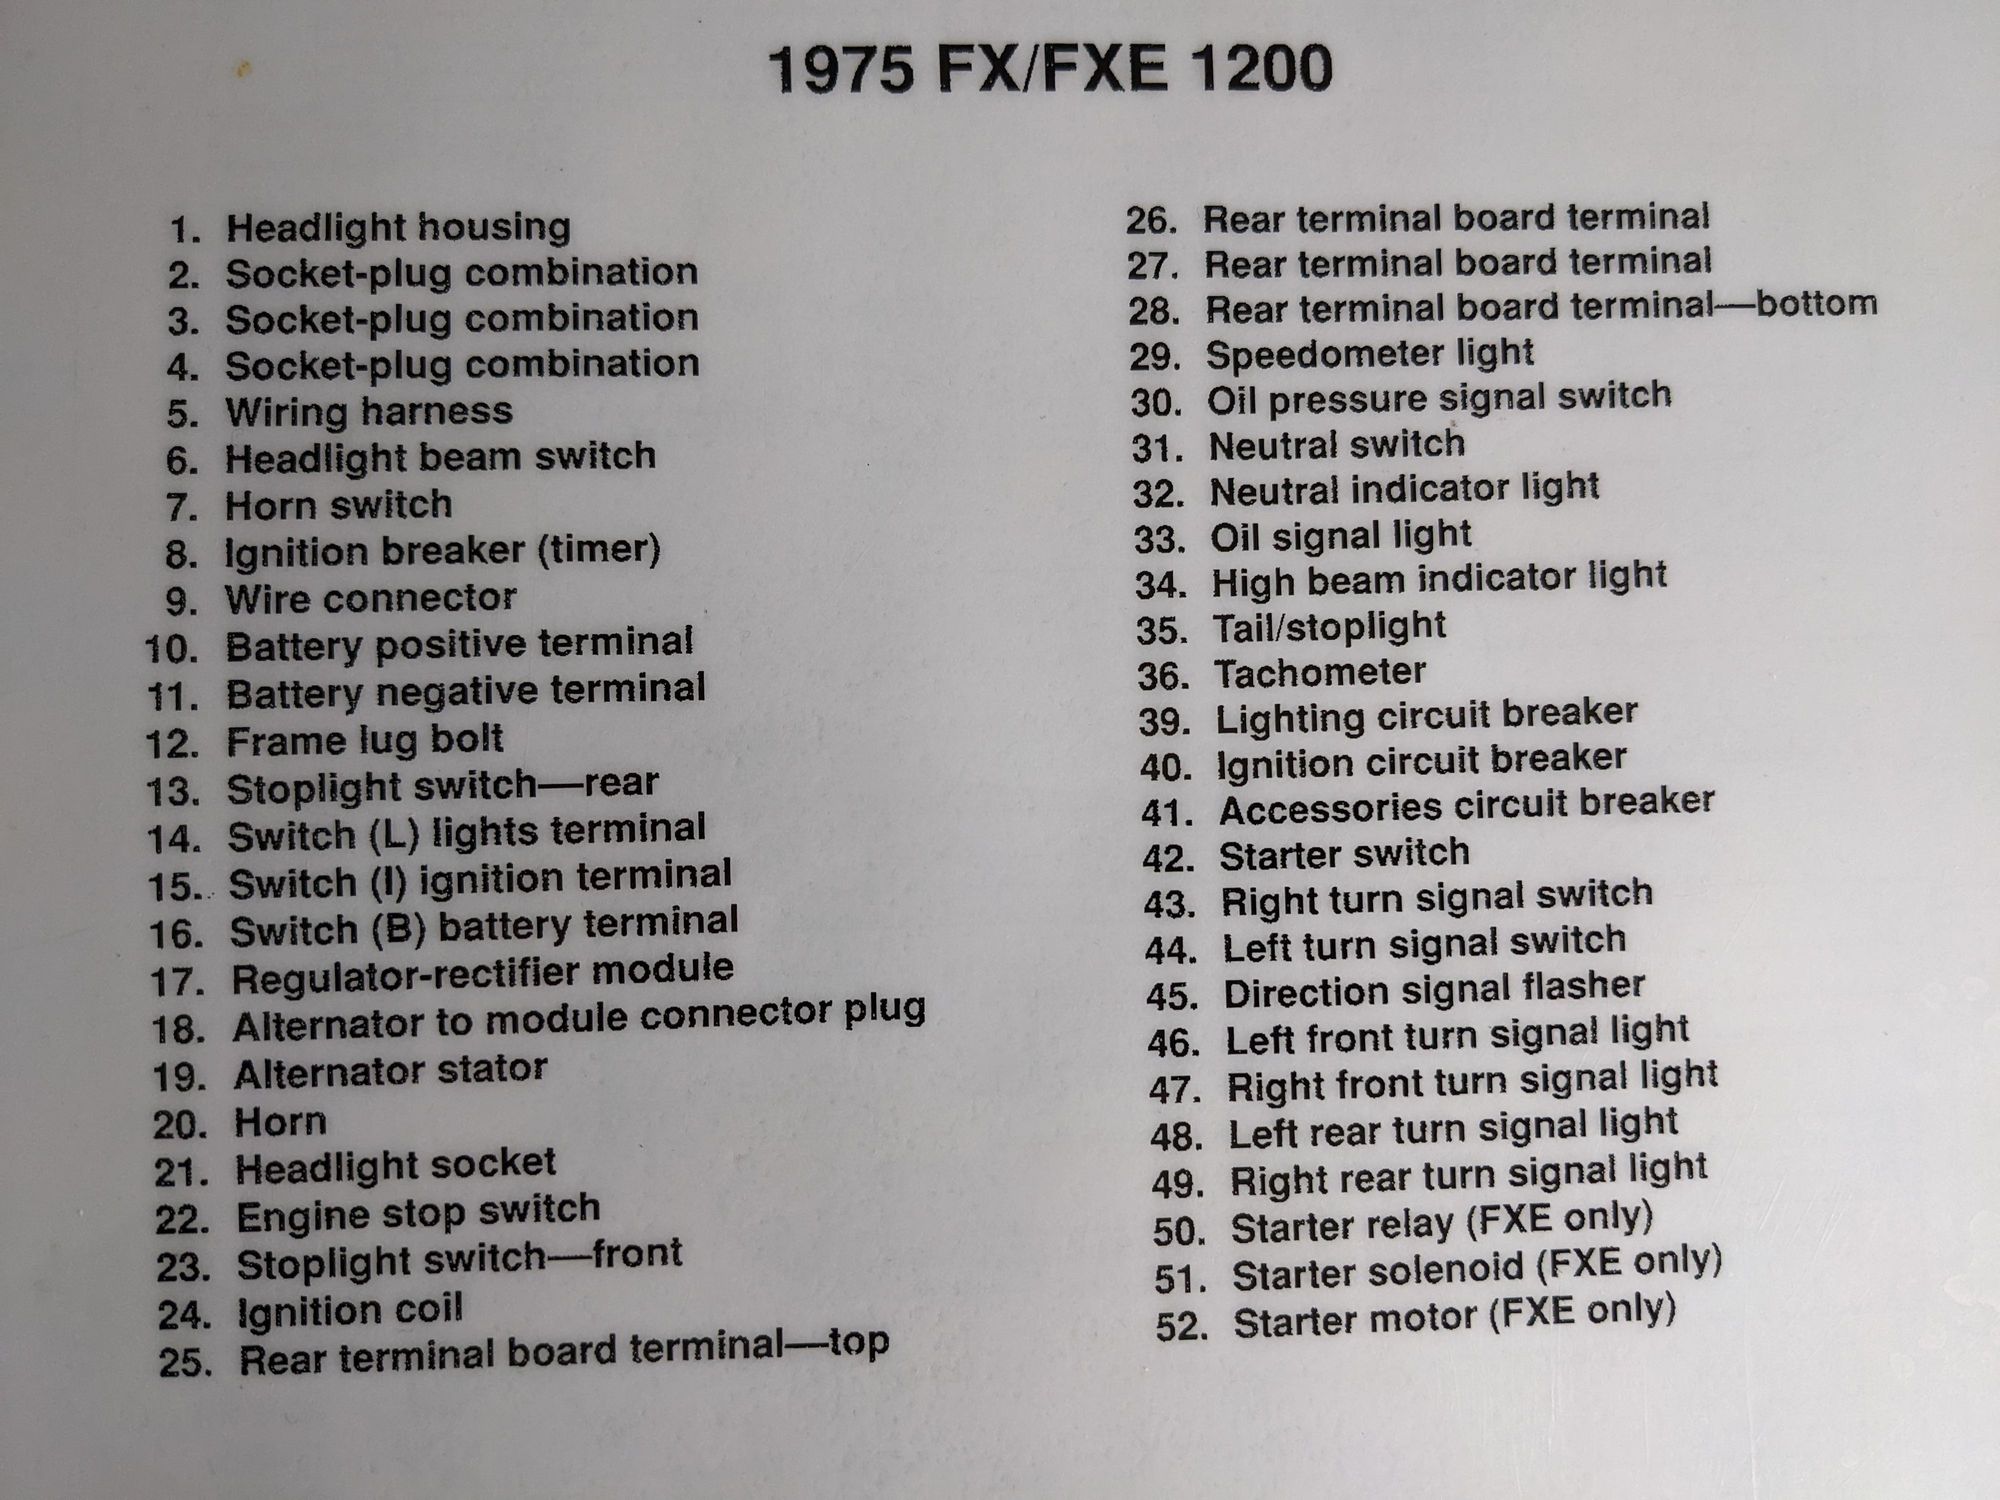 1975 FX/FXE 1200
1. Headlight housing
2. Socket-plug combination
3. Socket-plug combination
4. Socket-plug combination
5. Wiring harness
6. Headlight beam switch
7. Horn switch
8. Ignition breaker (timer)
9. Wire connector
10. Battery positive terminal
11. Battery negative terminal
12. Frame lug bolt
13. Stoplight switch—rear
14. Switch (L) lights terminal
15. Switch (I) ignition terminal
16. Switch (B) battery terminal
17. Regulator-rectifier module
18. Alternator to module connector plug
19. Alternator stator
20. Horn
21. Headlight socket
22. Engine stop switch
23. Stoplight switch—front
24. Ignition coil
25. Rear terminal board terminal—top
26. Rear terminal board terminal
27. Rear terminal board terminal
28. Rear terminal board terminal—bottom
29. Speedometer light
30. Oil pressure signal switch
31. Neutral switch
32. Neutral indicator light
33. Oil signal light
34. High beam indicator light
35. Tail/stoplight
36. Tachometer
39. Lighting circuit breaker
40. Ignition circuit breaker
41. Accessories circuit breaker
42. Starter switch
43. Right turn signal switch
44. Left turn signal switch
45. Direction signal flasher
46. Left front turn signal light
47. Right front turn signal light
48. Left rear turn signal light
49. Right rear turn signal light
50. Starter relay (FXE only)
51. Starter solenoid (FXE only)
52. Starter motor (FXE only)